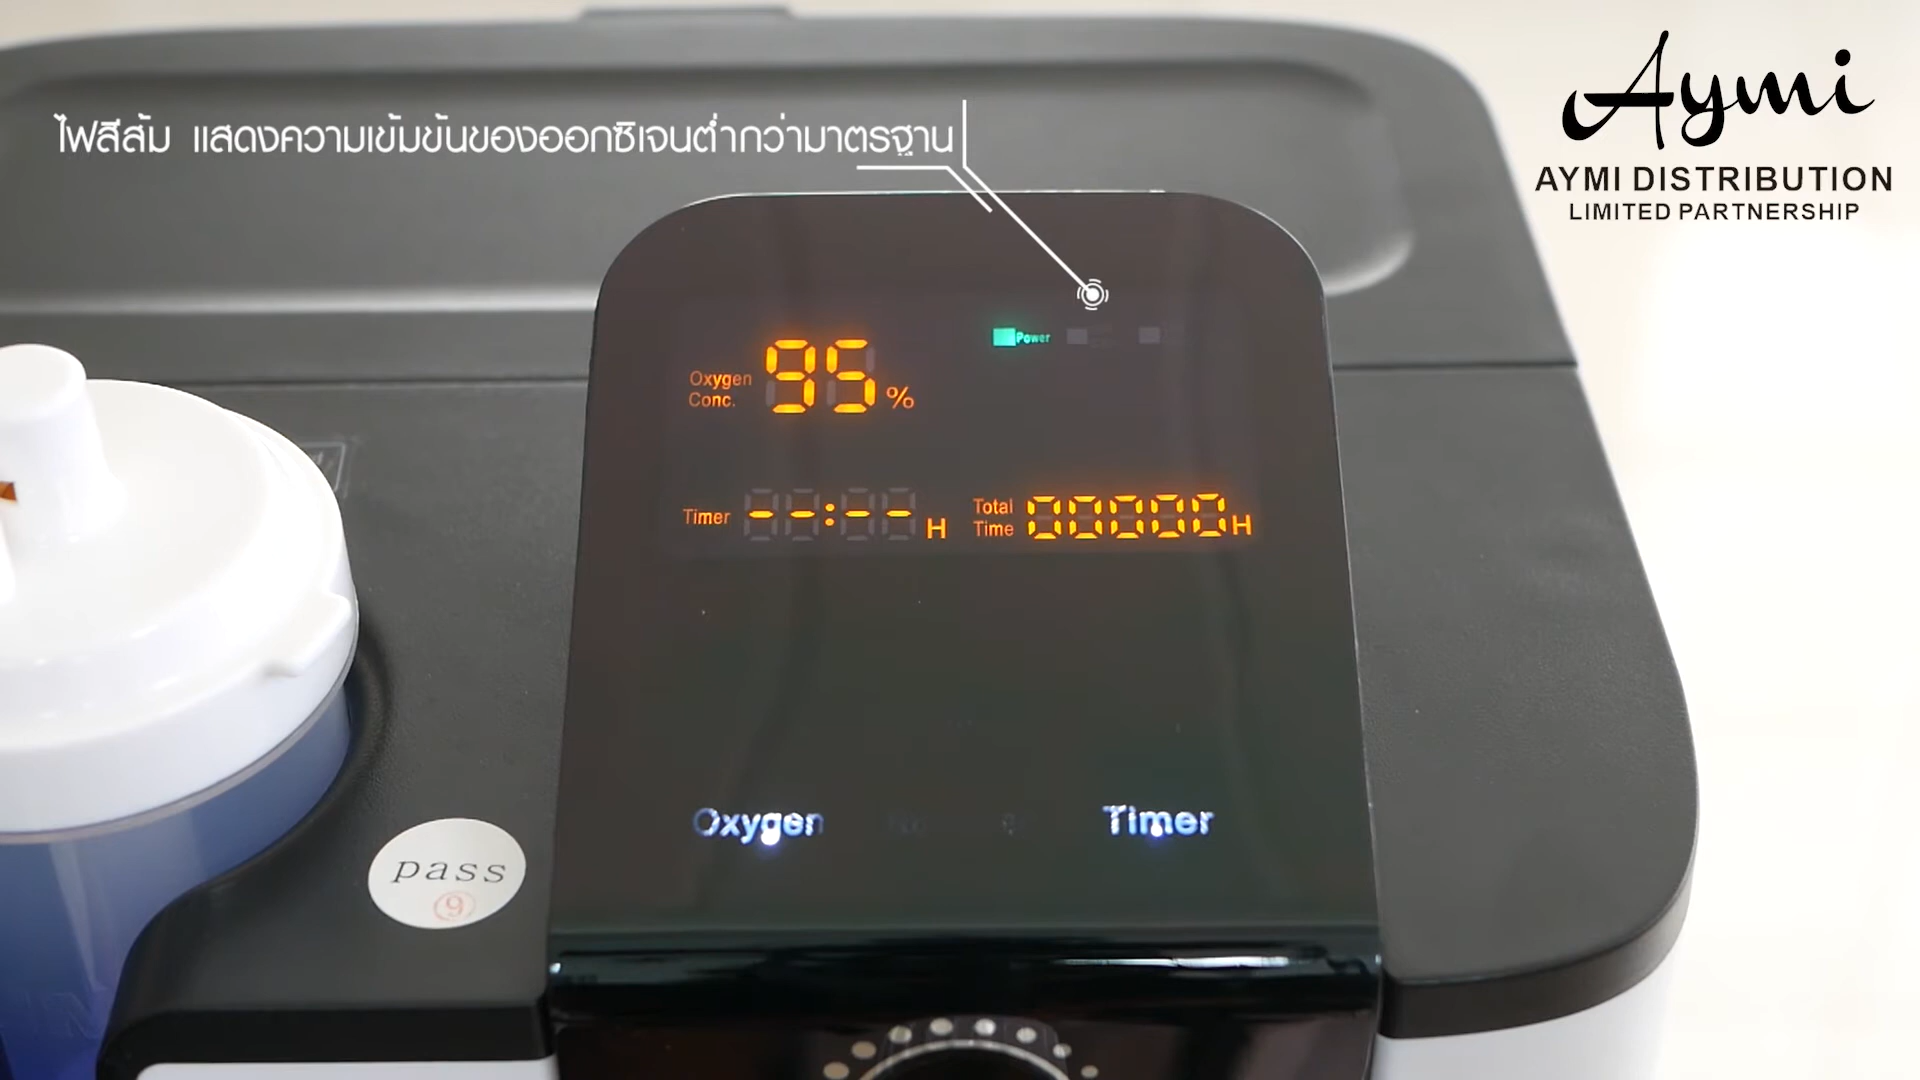 ไฟสีส้ม แสดงความเข้มข้นของออกซิเจนต่ำกว่ามาตรฐาน
Aymi
AYMI DISTRIBUTION
LIMITED PARTNERSHIP
Power
Oxygen
Conc.
95 %
Timer
--:-- H
Total
Time
00000 H
Oxygen
Timer
pass
9